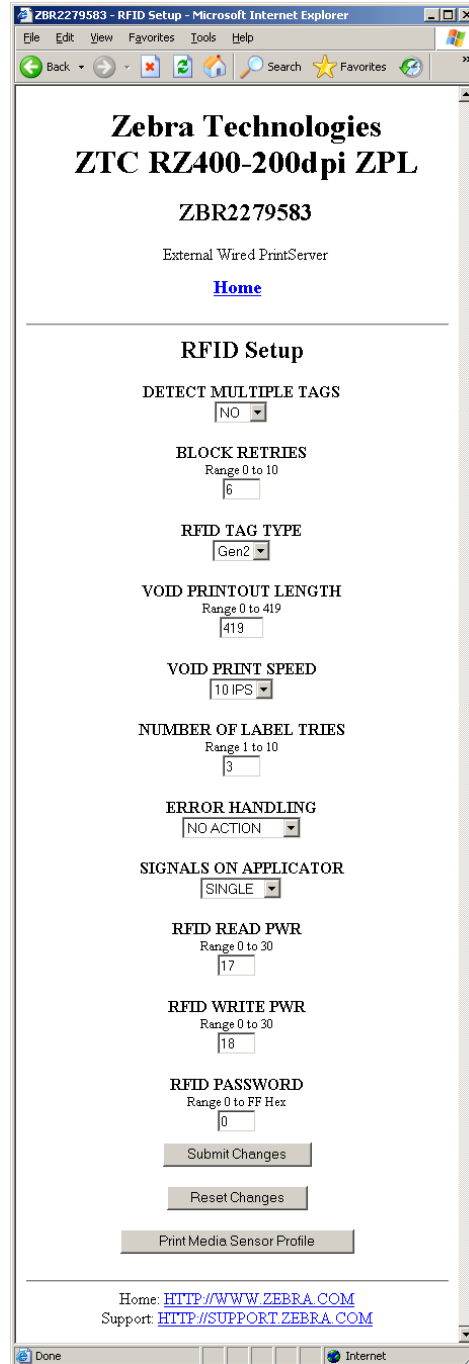 ZBR2279583 - RFID Setup - Microsoft Internet Explorer
File Edit View Favorites Tools Help
Back Search Favorites »
Zebra Technologies
ZTC RZ400-200dpi ZPL
ZBR2279583
External Wired PrintServer
Home
RFID Setup
DETECT MULTIPLE TAGS
NO
BLOCK RETRIES
Range 0 to 10
6
RFID TAG TYPE
Gen2
VOID PRINTOUT LENGTH
Range 0 to 419
419
VOID PRINT SPEED
10 IPS
NUMBER OF LABEL TRIES
Range 1 to 10
3
ERROR HANDLING
NO ACTION
SIGNALS ON APPLICATOR
SINGLE
RFID READ PWR
Range 0 to 30
17
RFID WRITE PWR
Range 0 to 30
18
RFID PASSWORD
Range 0 to FF Hex
0
Submit Changes
Reset Changes
Print Media Sensor Profile
Home: HTTP://WWW.ZEBRA.COM
Support: HTTP://SUPPORT.ZEBRA.COM
Done Internet